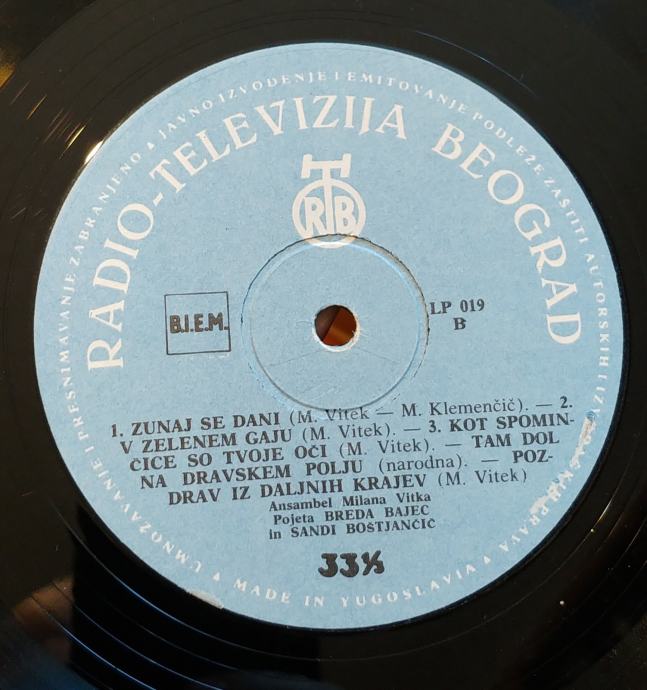 UMNOŽAVANJE I PRESNIMAVANJE ZABRANJENO ▲ JAVNO IZVOĐENJE I EMITOVANJE PODLEŽE ZAŠTITI AUTORSKIH I
RADIO-TELEVIZIJA BEOGRAD
RTB
B.I.E.M.
LP 019
B
1. ZUNAJ SE DANI (M. Vitek — M. Klemenčič). — 2.
V ZELENEM GAJU (M. Vitek). — 3. KOT SPOMIN-
ČICE SO TVOJE OČI (M. Vitek). — TAM DOL
NA DRAVSKEM POLJU (narodna). — POZ-
DRAV IZ DALJNIH KRAJEV (M. Vitek)
Ansambel Milana Vitka
Pojeta BREDA BAJEC
in SANDI BOŠTJANČIČ
33⅓
▲ MADE IN YUGOSLAVIA ▲